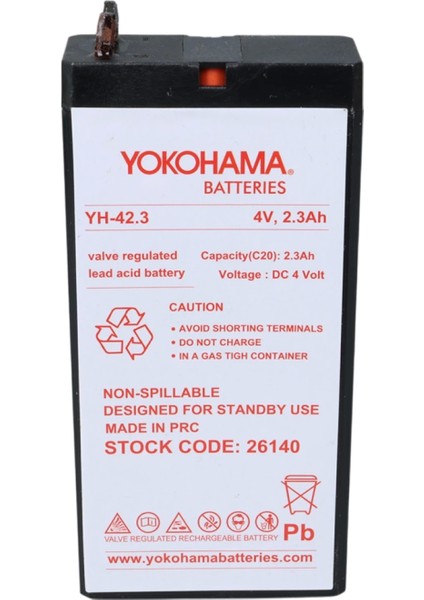 YOKOHAMA®
BATTERIES
YH-42.3 4V, 2.3Ah
valve regulated Capacity(C20): 2.3Ah
lead acid battery Voltage : DC 4 Volt
CAUTION
• AVOID SHORTING TERMINALS
• DO NOT CHARGE
• IN A GAS TIGH CONTAINER
NON-SPILLABLE
DESIGNED FOR STANDBY USE
MADE IN PRC
STOCK CODE: 26140
VALVE REGULATED RECHARGEABLE BATTERY Pb
www.yokohamabatteries.com